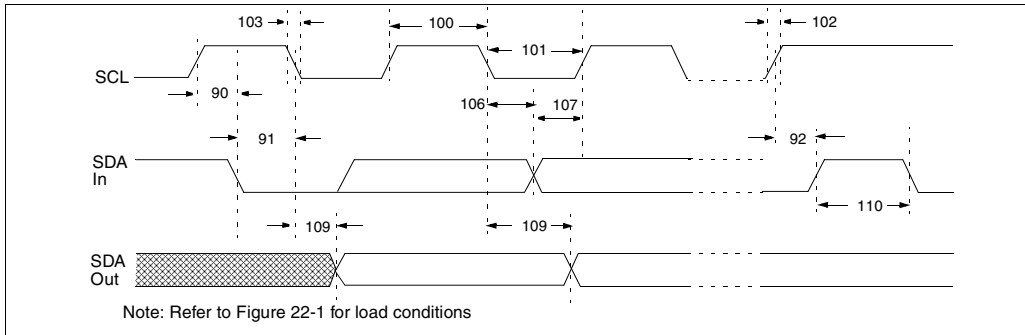 103
100
101
102
SCL
90
106
107
91
92
SDA
In
110
109
109
SDA
Out
Note: Refer to Figure 22-1 for load conditions